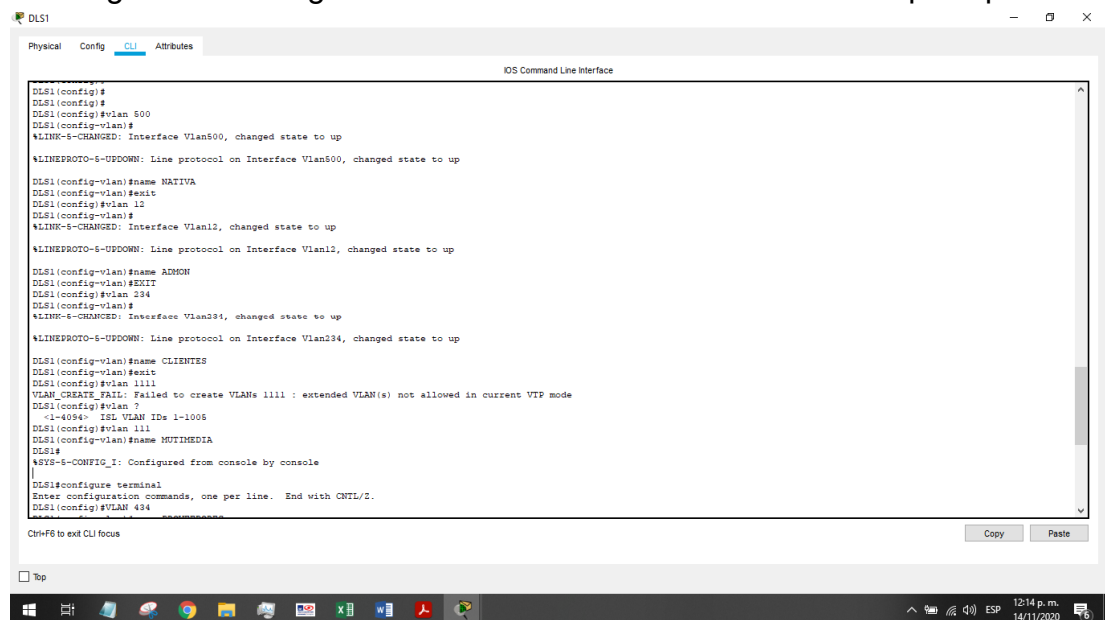 DLS1
Physical Config CLI Attributes
IOS Command Line Interface
DLS1(config)#
DLS1(config)#
DLS1(config)#vlan 500
DLS1(config-vlan)#
%LINK-5-CHANGED: Interface Vlan500, changed state to up
%LINEPROTO-5-UPDOWN: Line protocol on Interface Vlan500, changed state to up
DLS1(config-vlan)#name NATIVA
DLS1(config-vlan)#exit
DLS1(config)#vlan 12
DLS1(config-vlan)#
%LINK-5-CHANGED: Interface Vlan12, changed state to up
%LINEPROTO-5-UPDOWN: Line protocol on Interface Vlan12, changed state to up
DLS1(config-vlan)#name ADMON
DLS1(config-vlan)#EXIT
DLS1(config)#vlan 234
DLS1(config-vlan)#
%LINK-5-CHANGED: Interface Vlan234, changed state to up
%LINEPROTO-5-UPDOWN: Line protocol on Interface Vlan234, changed state to up
DLS1(config-vlan)#name CLIENTES
DLS1(config-vlan)#exit
DLS1(config)#vlan 1111
VLAN_CREATE_FAIL: Failed to create VLANs 1111 : extended VLAN(s) not allowed in current VTP mode
DLS1(config)#vlan ?
<1-4094> ISL VLAN IDs 1-1005
DLS1(config)#vlan 111
DLS1(config-vlan)#name MUTIMEDIA
DLS1#
%SYS-5-CONFIG_I: Configured from console by console
DLS1#configure terminal
Enter configuration commands, one per line. End with CNTL/Z.
DLS1(config)#VLAN 434
Ctrl+F6 to exit CLI focus
Copy Paste
Top
ESP
12:14 p. m.
14/11/2020
6